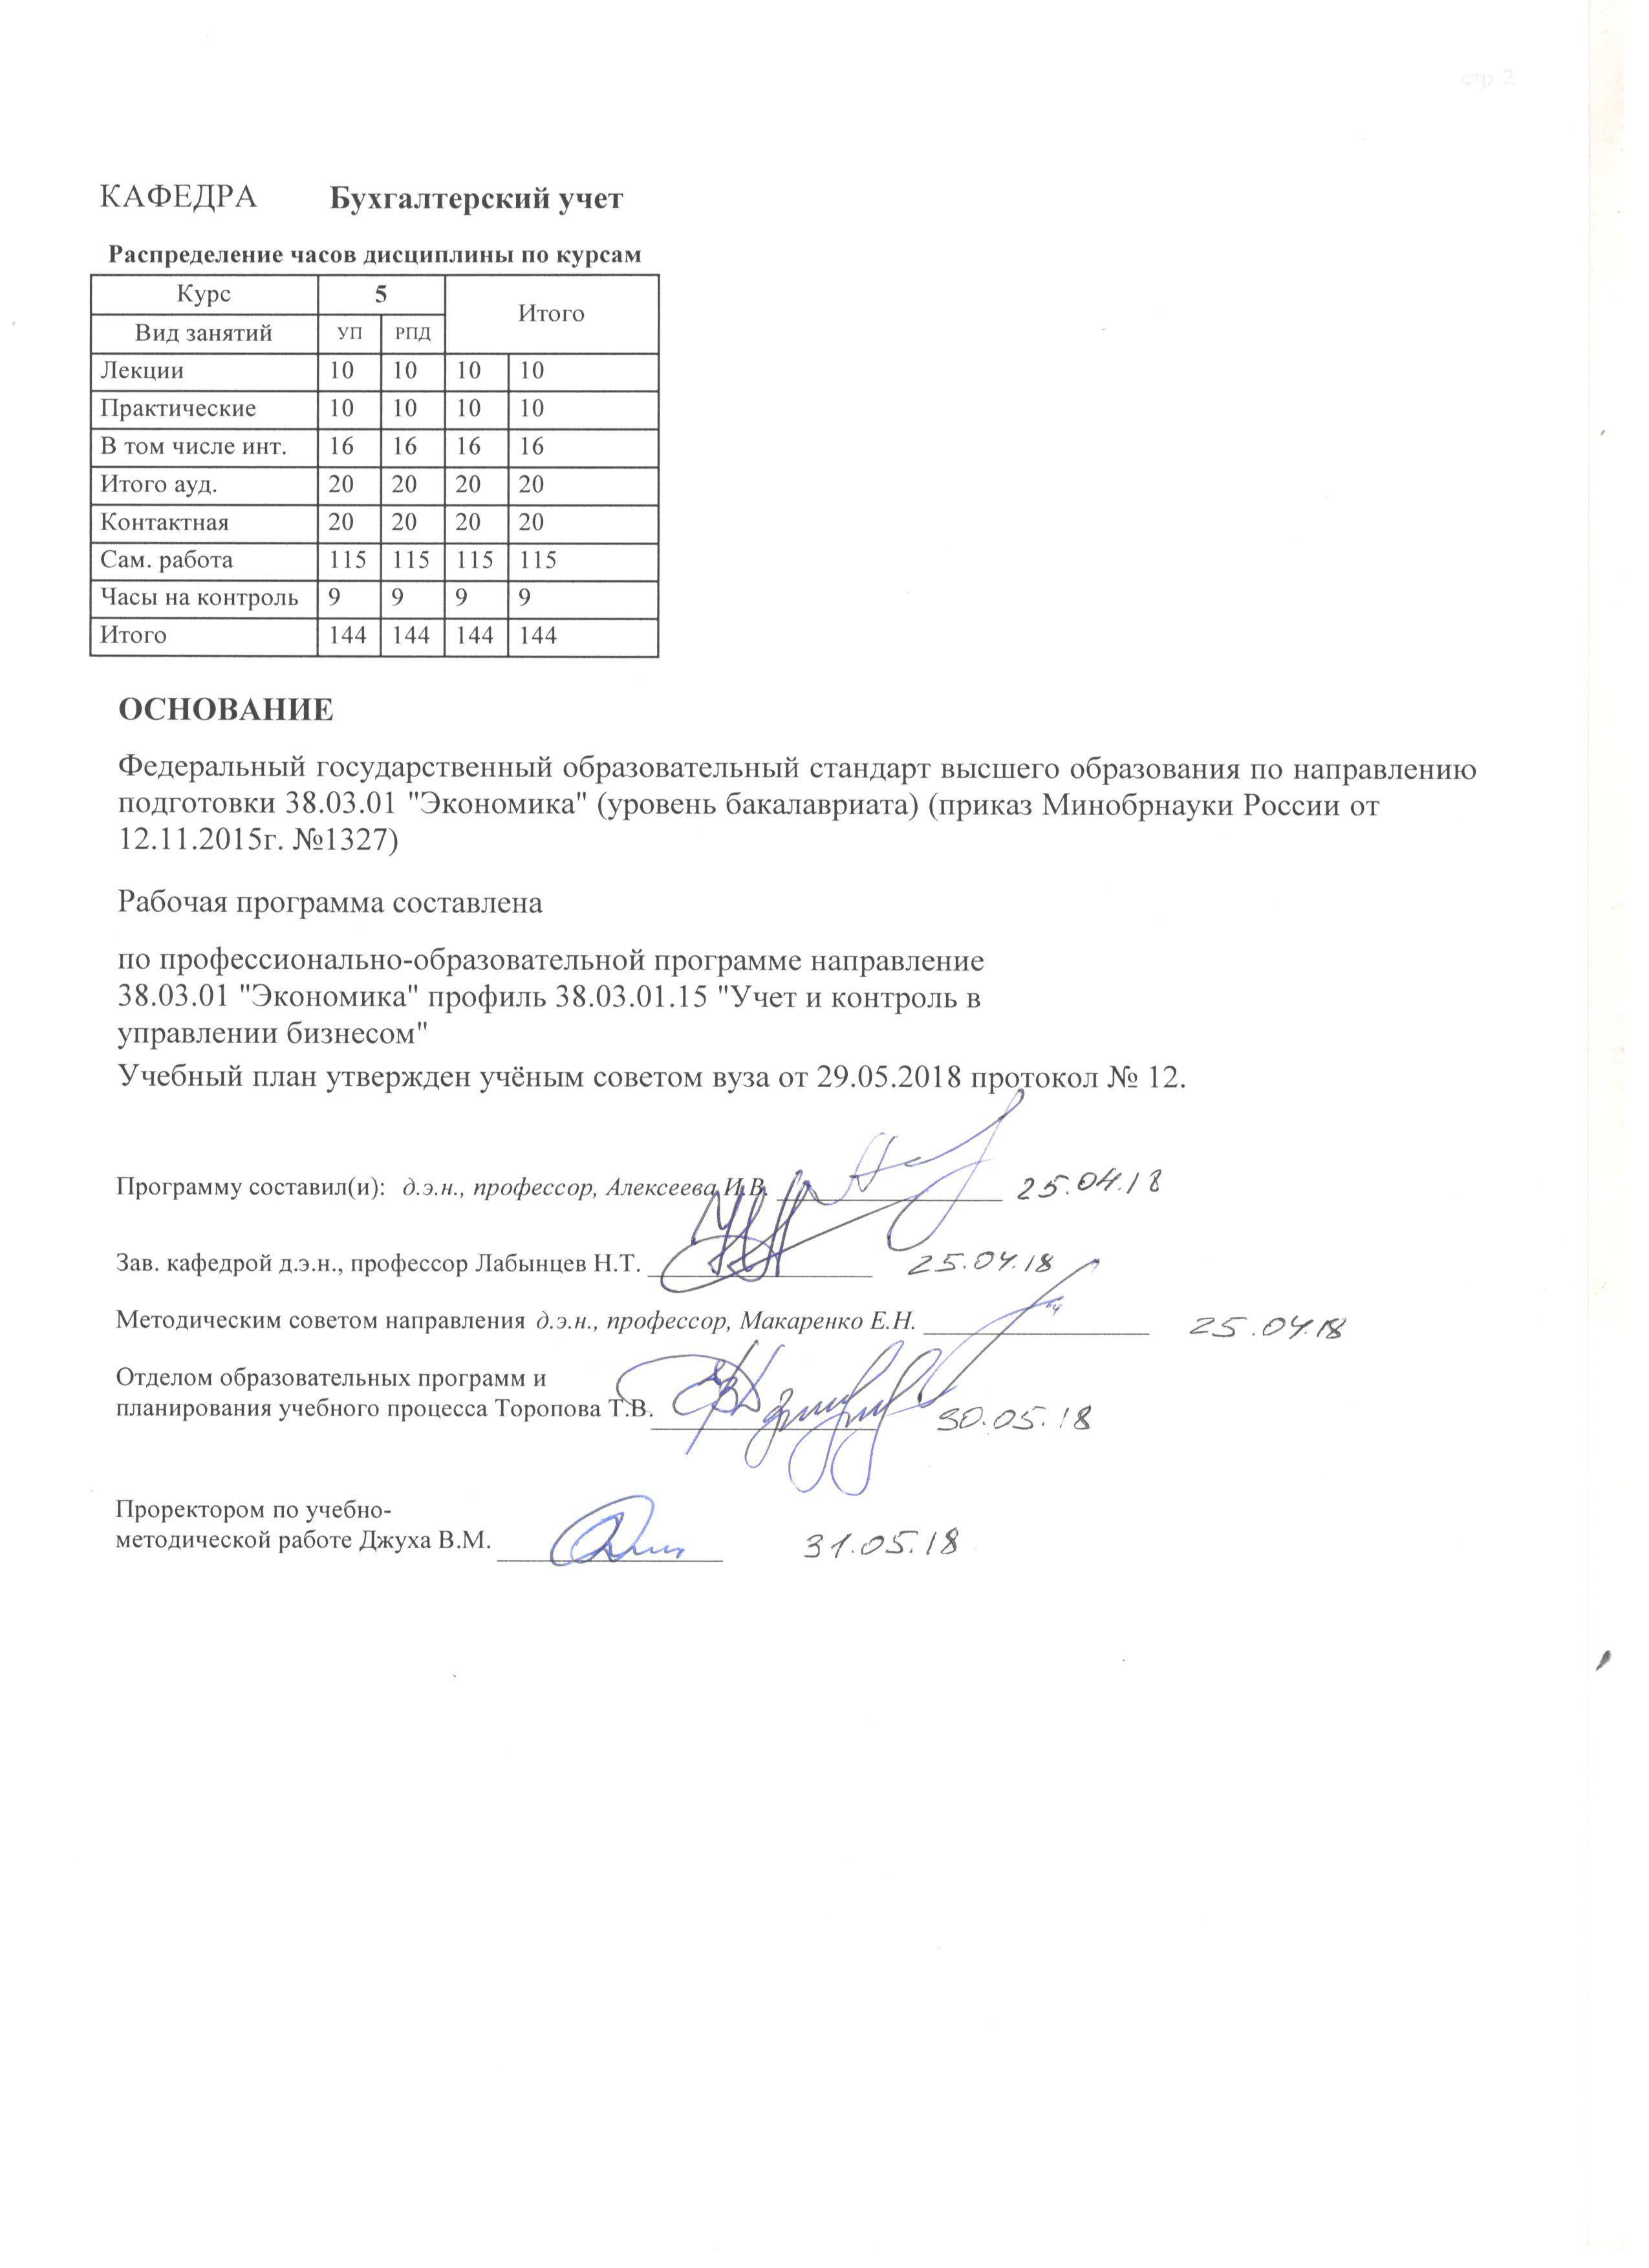 стр. 2
КАФЕДРА Бухгалтерский учет
Распределение часов дисциплины по курсам
Курс 5 Итого
Вид занятий УП РПД
Лекции 10 10 10 10
Практические 10 10 10 10
В том числе инт. 16 16 16 16
Итого ауд. 20 20 20 20
Контактная 20 20 20 20
Сам. работа 115 115 115 115
Часы на контроль 9 9 9 9
Итого 144 144 144 144
ОСНОВАНИЕ
Федеральный государственный образовательный стандарт высшего образования по направлению
подготовки 38.03.01 "Экономика" (уровень бакалавриата) (приказ Минобрнауки России от
12.11.2015г. №1327)
Рабочая программа составлена
по профессионально-образовательной программе направление
38.03.01 "Экономика" профиль 38.03.01.15 "Учет и контроль в
управлении бизнесом"
Учебный план утвержден учёным советом вуза от 29.05.2018 протокол № 12.
Программу составил(и): д.э.н., профессор, Алексеева И.В. 25.04.18
Зав. кафедрой д.э.н., профессор Лабынцев Н.Т. 25.04.18
Методическим советом направления д.э.н., профессор, Макаренко Е.Н. 25.04.18
Отделом образовательных программ и
планирования учебного процесса Торопова Т.В. 30.05.18
Проректором по учебно-
методической работе Джуха В.М. 31.05.18